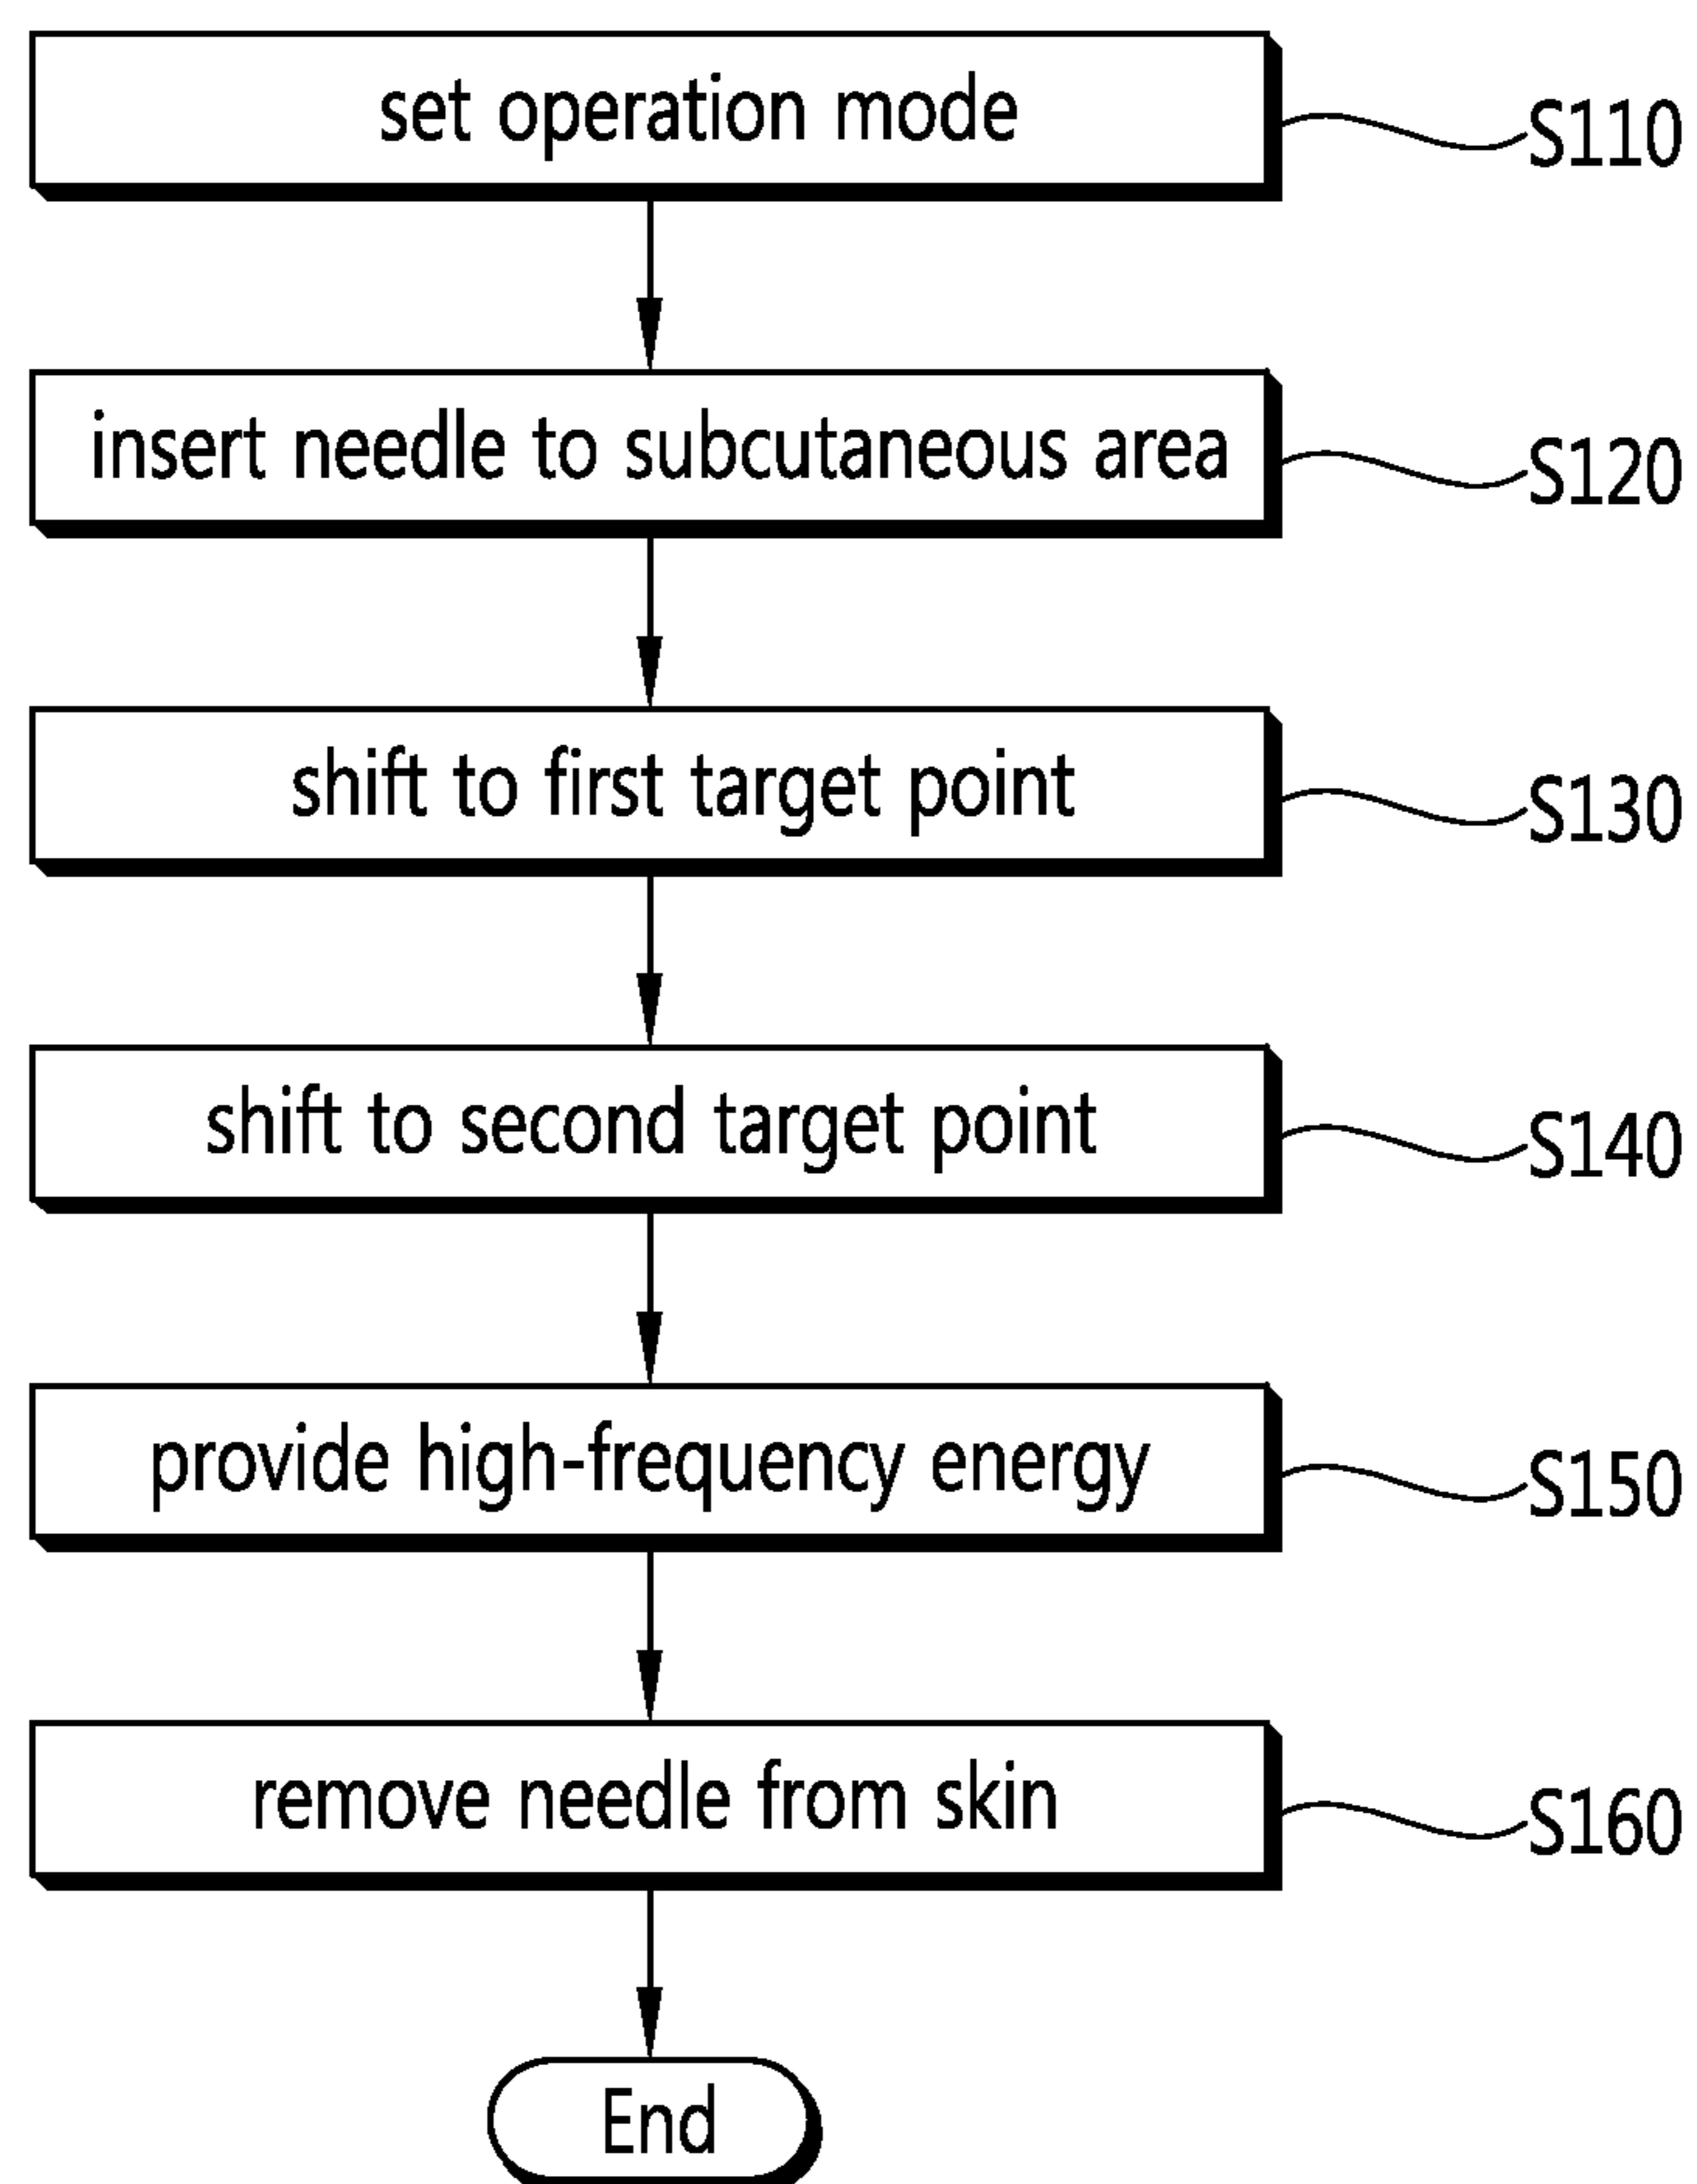 set operation mode
S110
insert needle to subcutaneous area
S120
shift to first target point
S130
shift to second target point
S140
provide high-frequency energy
S150
remove needle from skin
S160
End